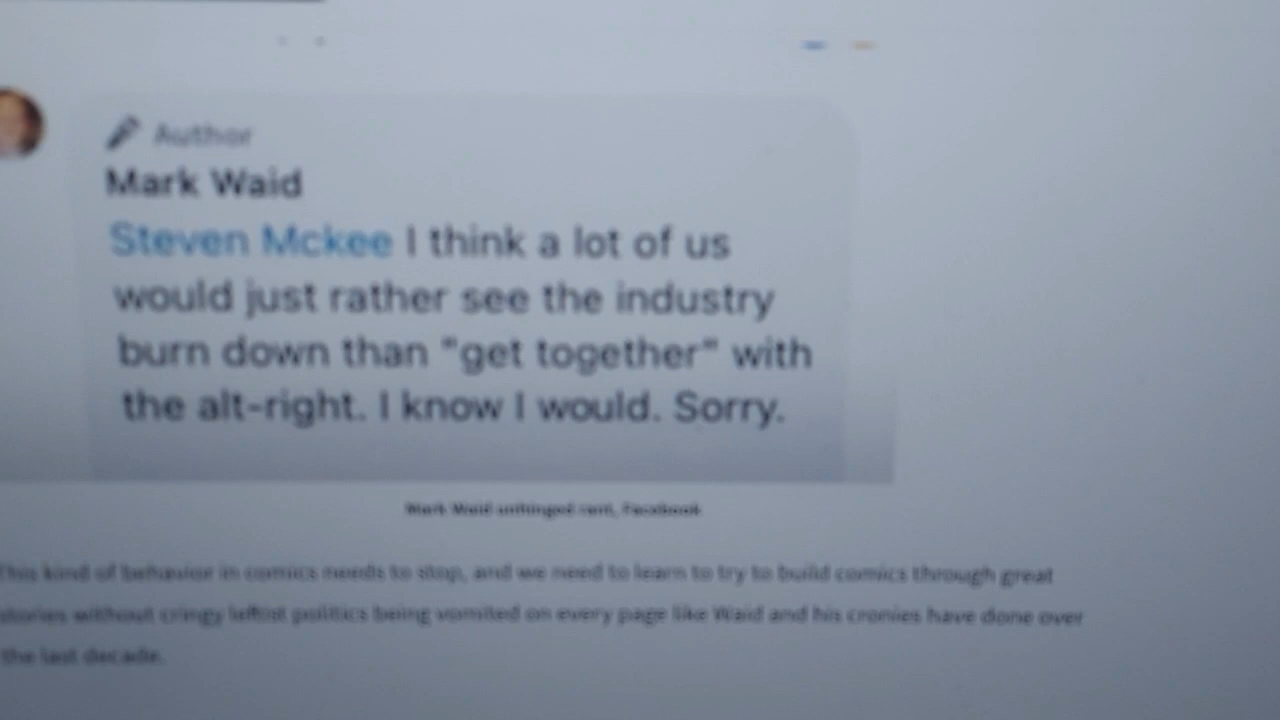 Author
Mark Waid
Steven Mckee I think a lot of us
would just rather see the industry
burn down than "get together" with
the alt-right. I know I would. Sorry.
Mark Waid unhinged rant, Facebook
This kind of behavior in comics needs to stop, and we need to learn to try to build comics through great
stories without cringy leftist politics being vomited on every page like Waid and his cronies have done over
the last decade.